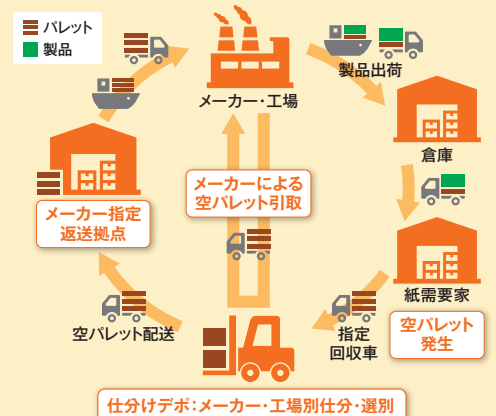 パレット
製品
メーカー・工場
製品出荷
倉庫
メーカーによる
空パレット引取
メーカー指定
返送拠点
紙需要家
空パレット
発生
空パレット配送
指定
回収車
仕分けデポ：メーカー・工場別仕分・選別